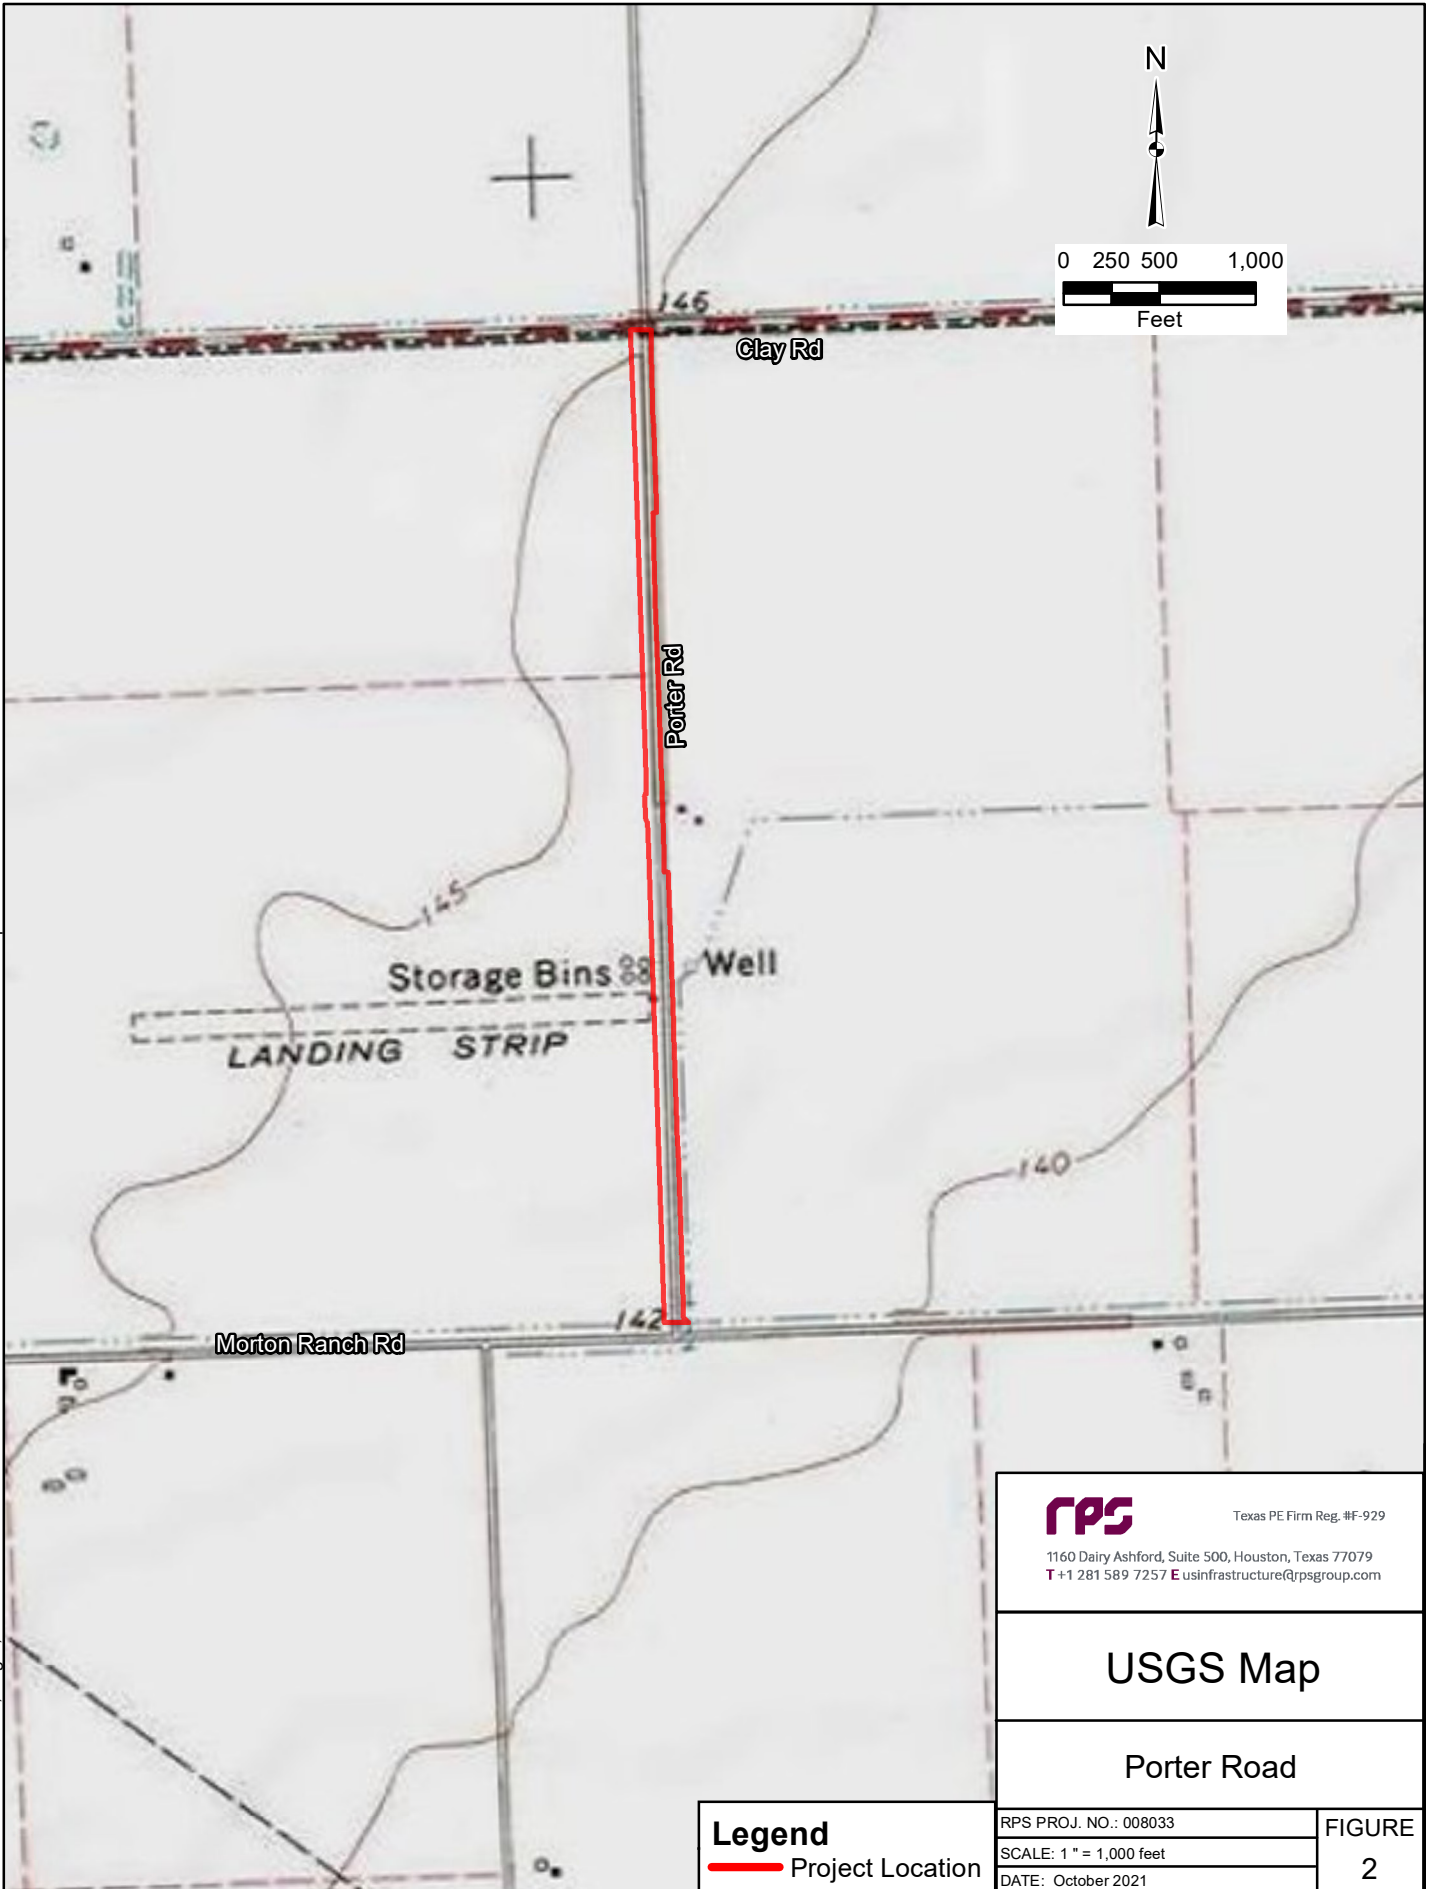 N
0 250 500 1,000
Feet
146
Clay Rd
Porter Rd
145
Storage Bins
Well
LANDING STRIP
140
142
Morton Ranch Rd
rps
Texas PE Firm Reg. #F-929
1160 Dairy Ashford, Suite 500, Houston, Texas 77079
T +1 281 589 7257 E usinfrastructure@rpsgroup.com
USGS Map
Porter Road
Legend
Project Location
RPS PROJ. NO.: 008033
SCALE: 1 " = 1,000 feet
DATE: October 2021
FIGURE
2